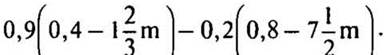 0,9(0,4 − 1 2/3 m) − 0,2(0,8 − 7 1/2 m).